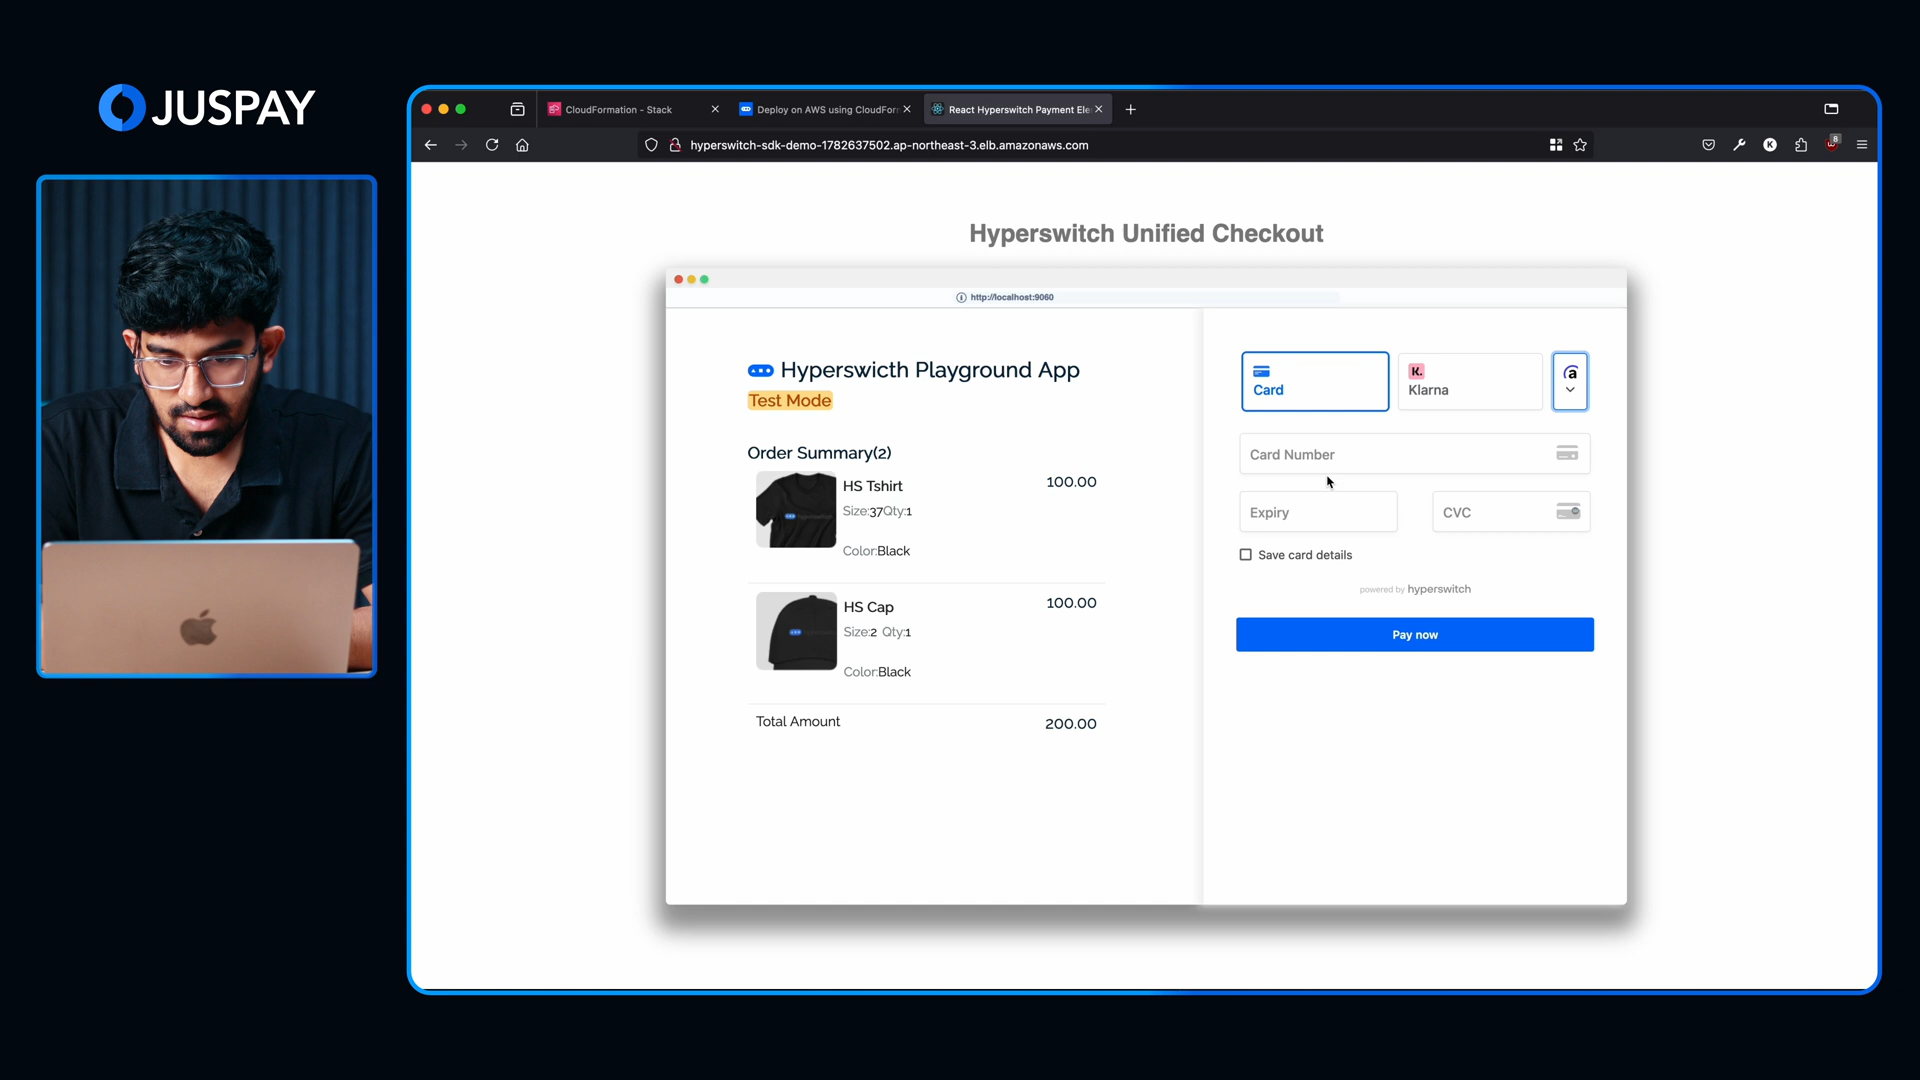 JUSPAY
CloudFormation - Stack
Deploy on AWS using CloudFor
React Hyperswitch Payment Ele
hyperswitch-sdk-demo-1782637502.ap-northeast-3.elb.amazonaws.com
K
8
Hyperswitch Unified Checkout
http://localhost:9060
Hyperswicth Playground App
Test Mode
Order Summary(2)
HS Tshirt
100.00
Size:37Qty:1
Color:Black
HS Cap
100.00
Size:2 Qty:1
Color:Black
Total Amount
200.00
Card
K.
Klarna
a
Card Number
Expiry
CVC
Save card details
powered by hyperswitch
Pay now